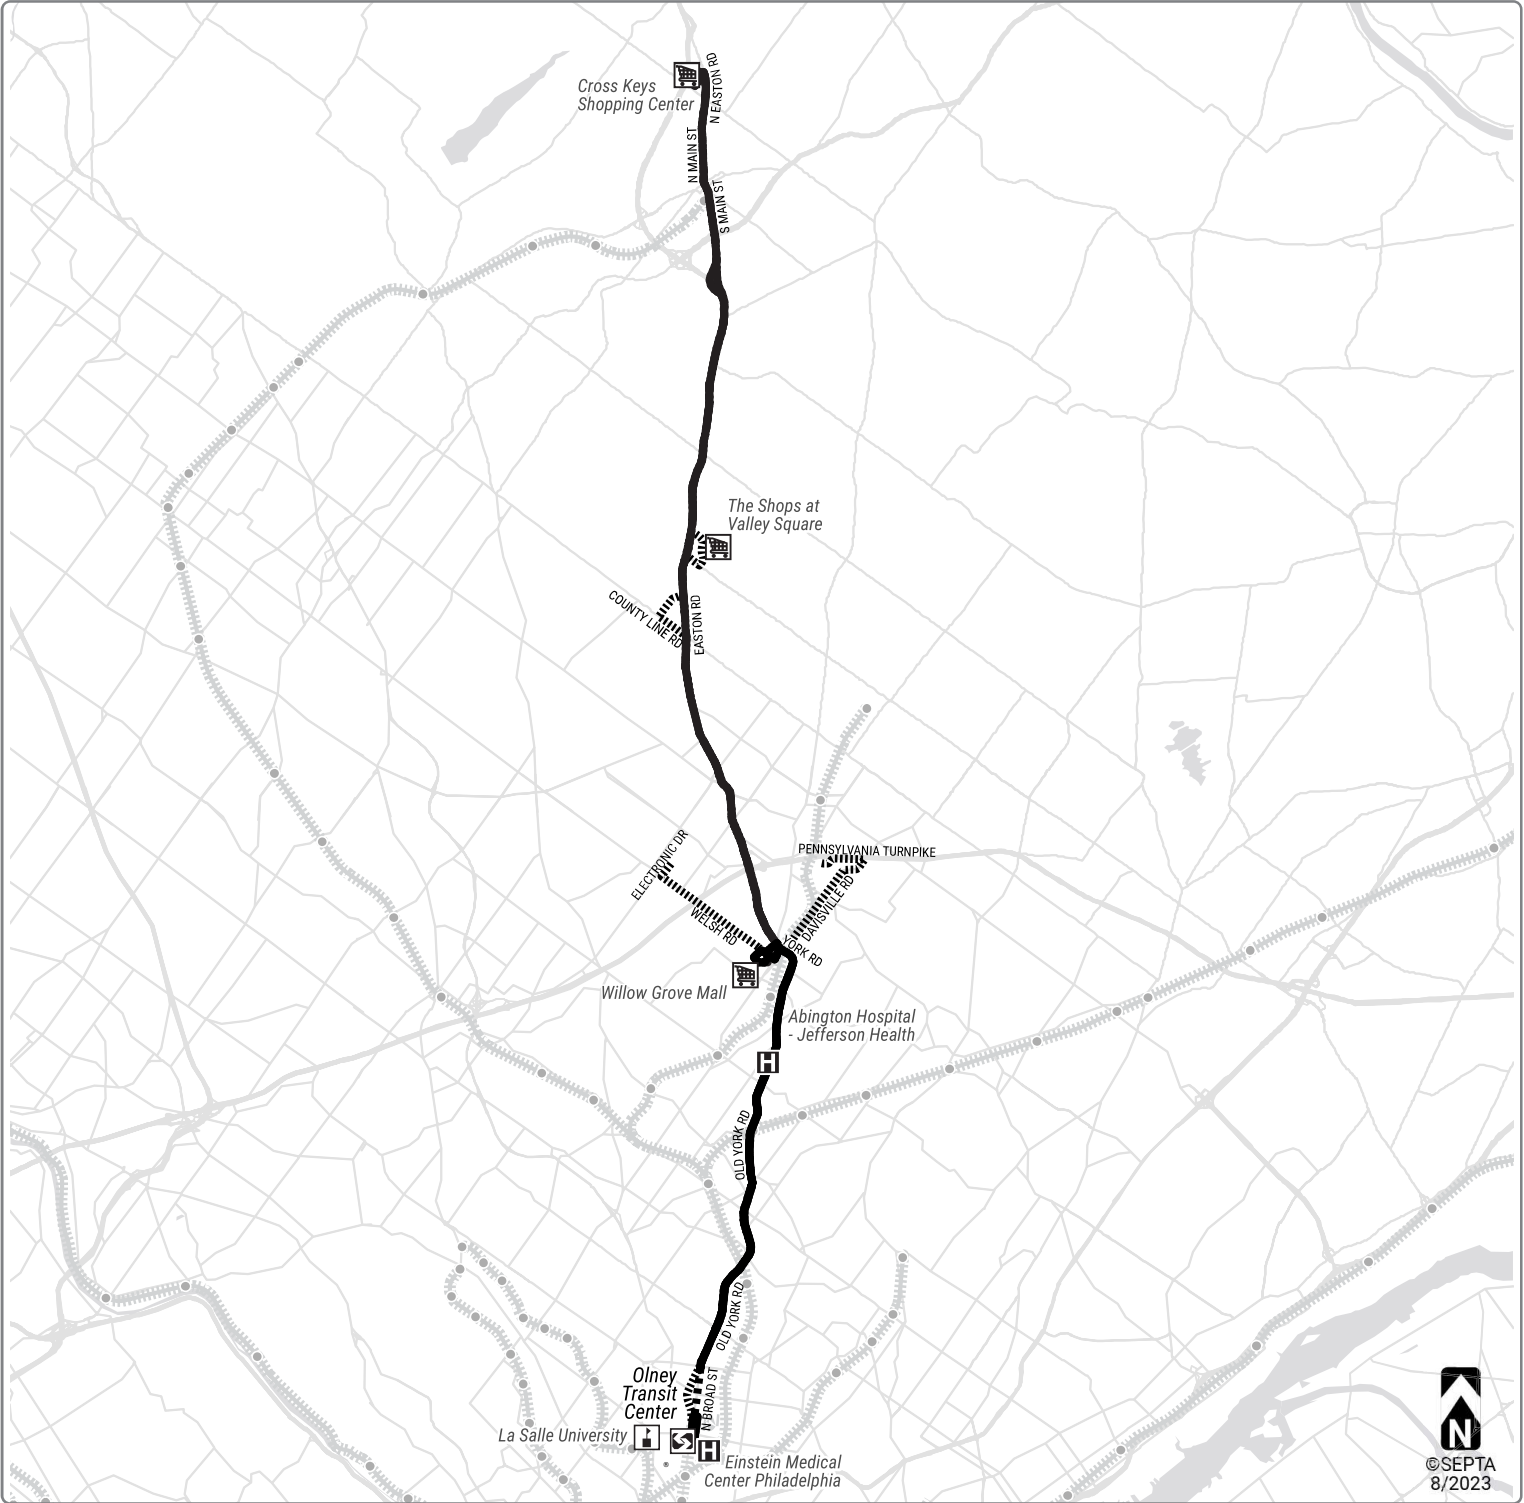 N EASTON RD
Cross Keys
Shopping Center
N MAIN ST
S MAIN ST
The Shops at
Valley Square
COUNTY LINE RD
EASTON RD
ELECTRONIC DR
PENNSYLVANIA TURNPIKE
DAVISVILLE RD
WELSH RD
YORK RD
Willow Grove Mall
Abington Hospital
- Jefferson Health
H
OLD YORK RD
OLD YORK RD
Olney
Transit
Center
N BROAD ST
La Salle University
H
Einstein Medical
Center Philadelphia
N
©SEPTA
8/2023